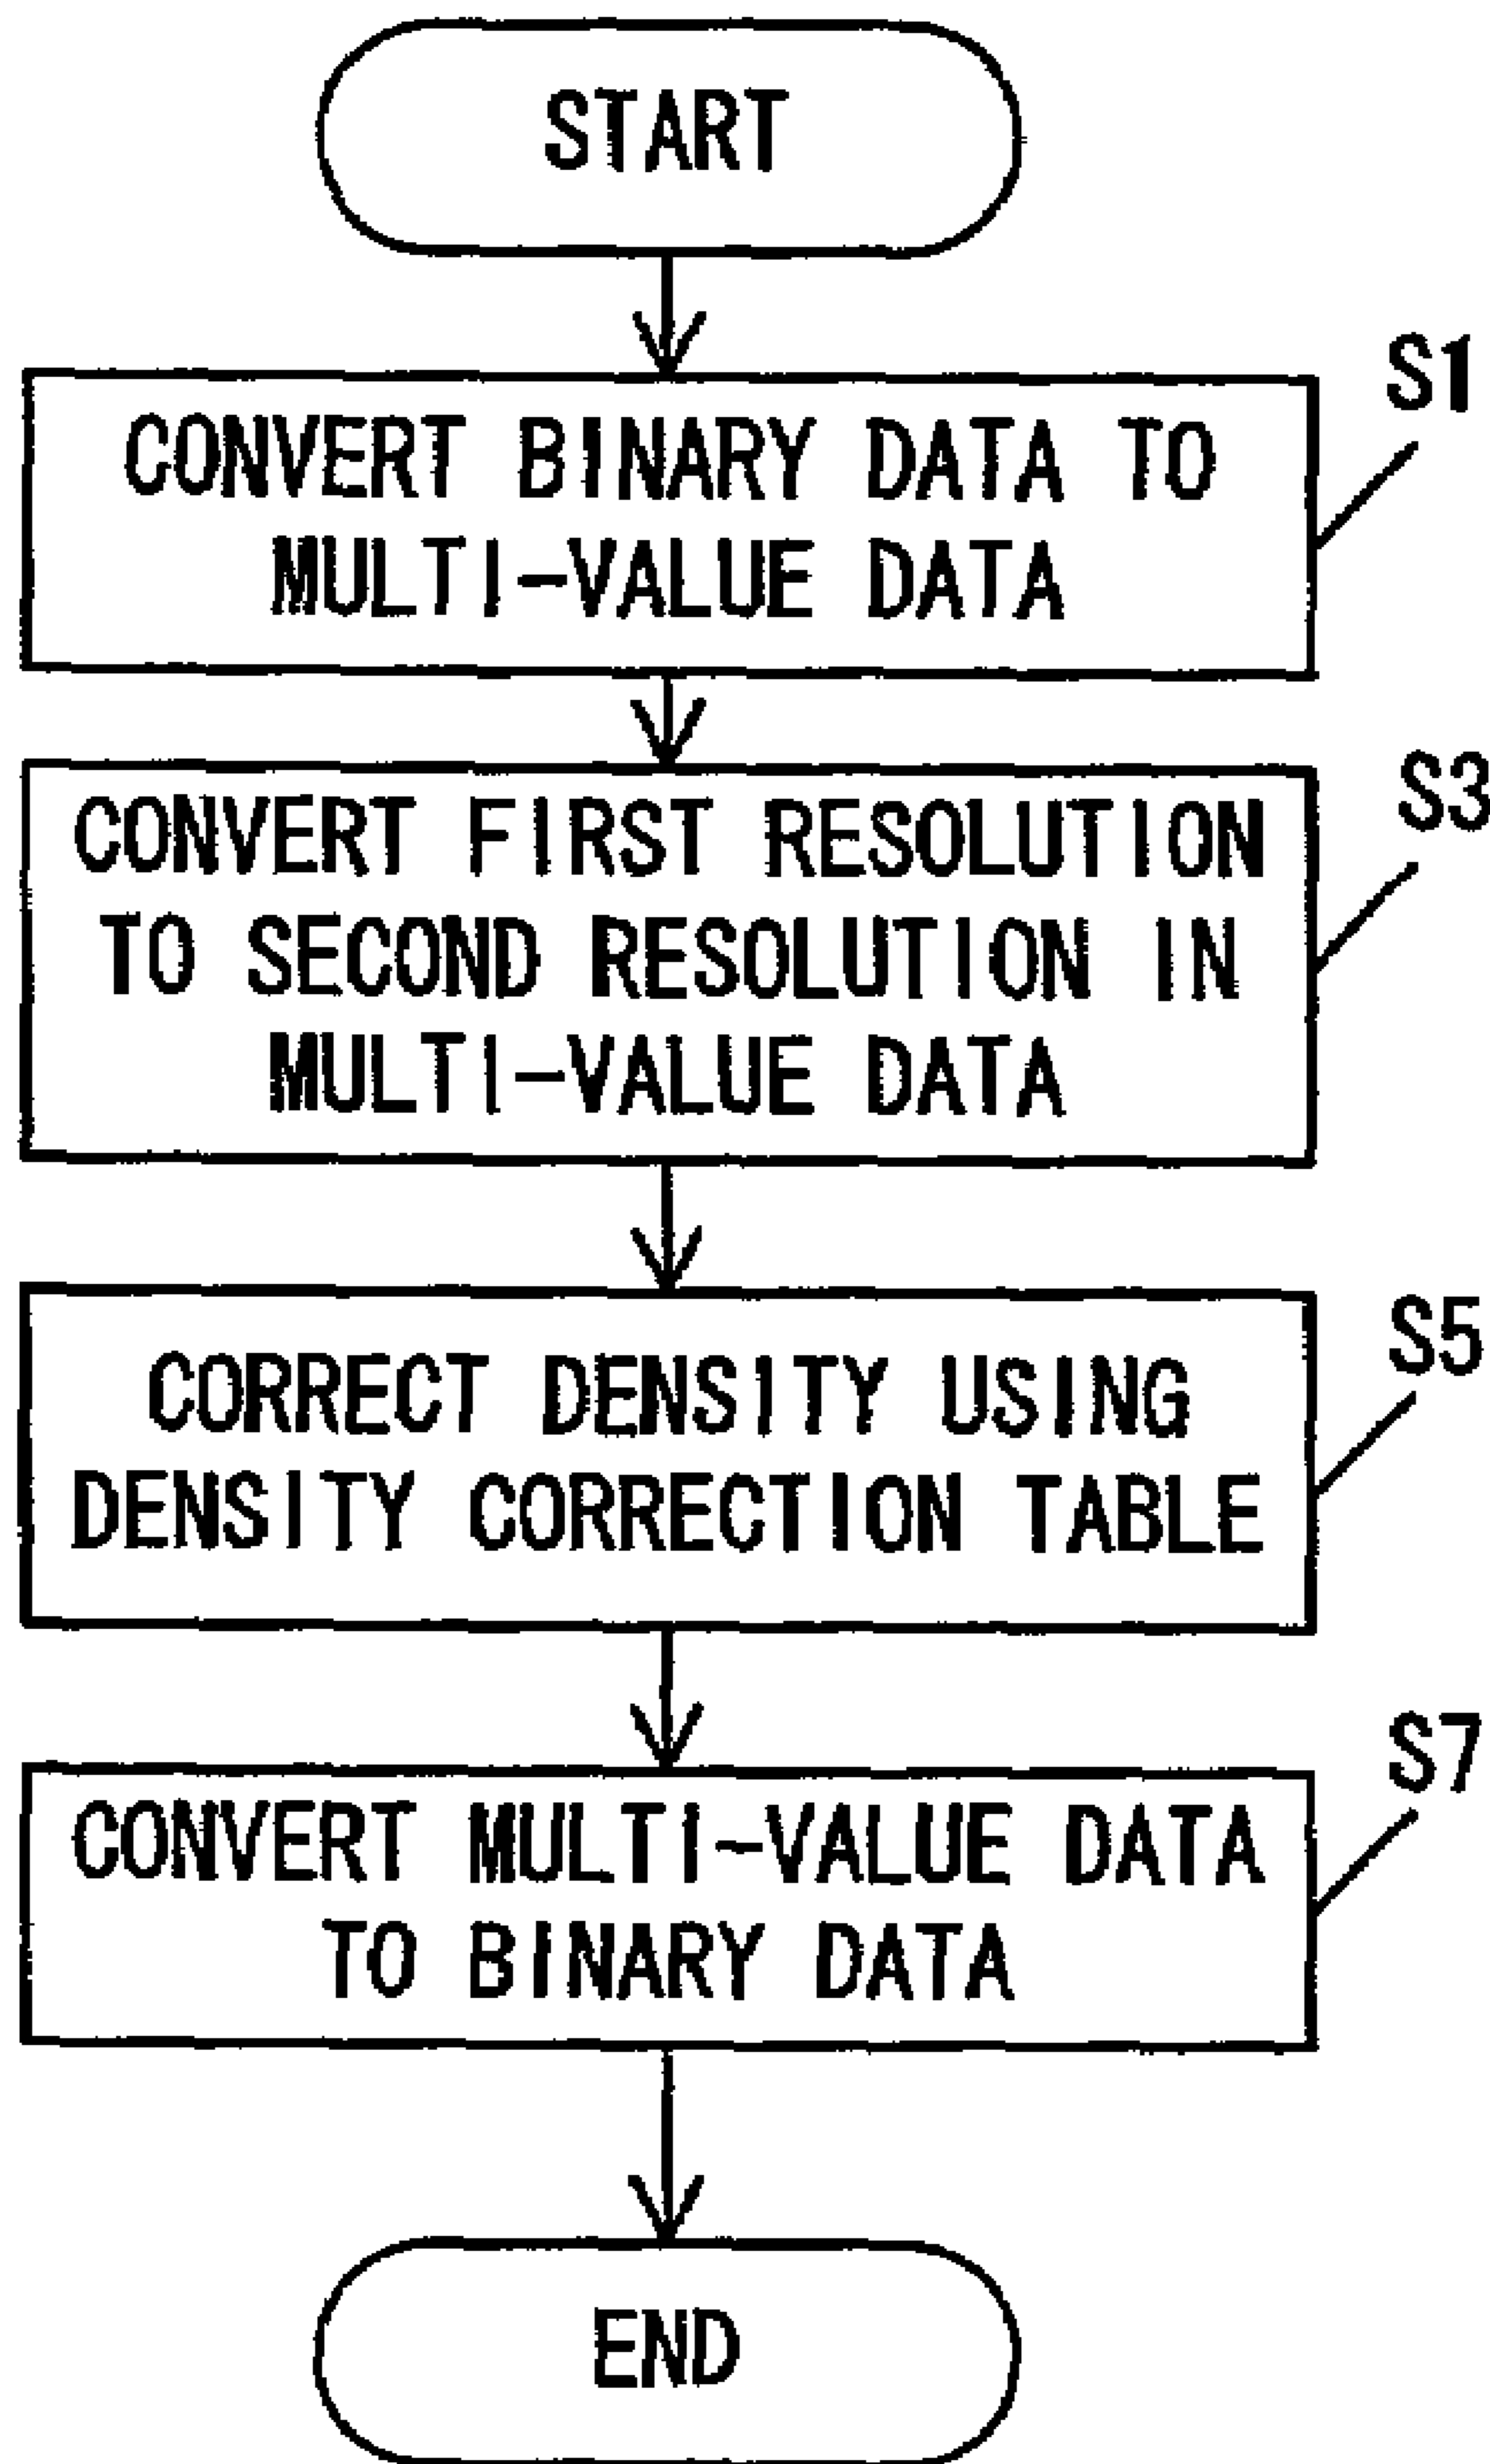 START
S1
CONVERT BINARY DATA TO
MULTI-VALUE DATA
S3
CONVERT FIRST RESOLUTION
TO SECOND RESOLUTION IN
MULTI-VALUE DATA
S5
CORRECT DENSITY USING
DENSITY CORRECTION TABLE
S7
CONVERT MULTI-VALUE DATA
TO BINARY DATA
END